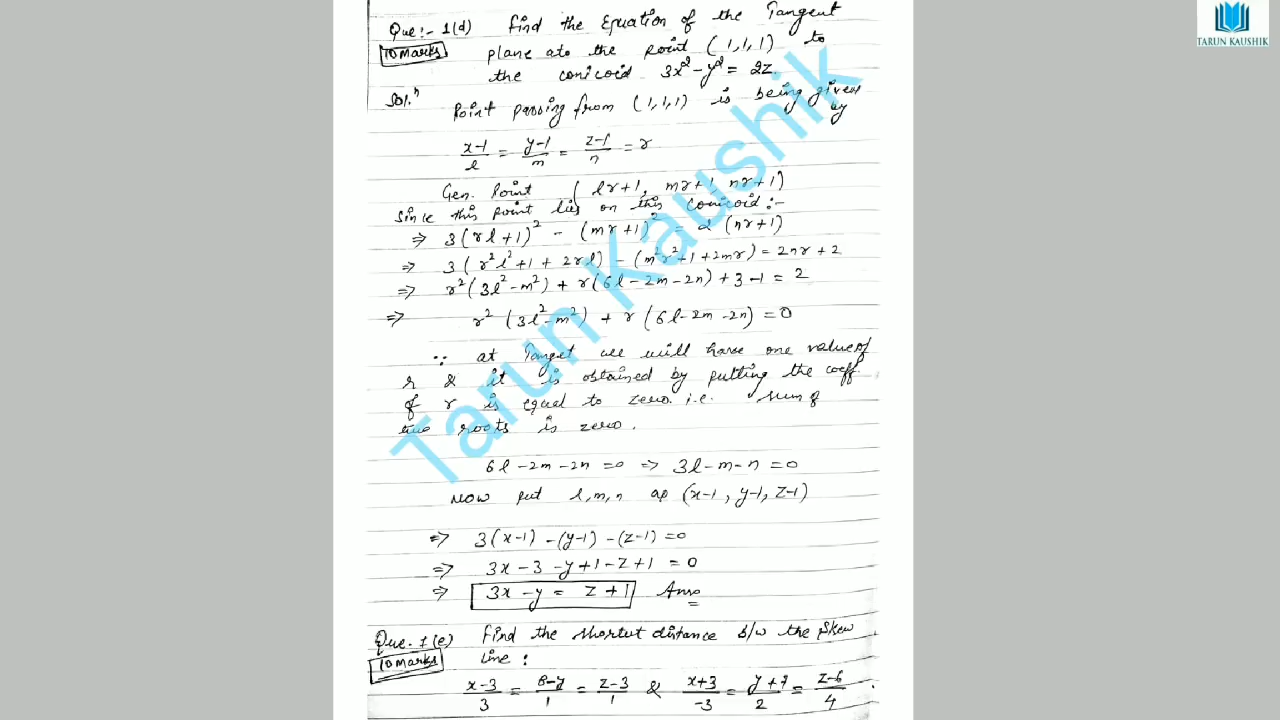 TARUN KAUSHIK
Que:- 1(d) Find the Equation of the Tangent
10 Marks plane ato the point (1,1,1) to
the conicoid 3x² - y² = 2z.
Solⁿ Point passing from (1,1,1) is being given
by
x-1/l = y-1/m = z-1/n = r
Gen. Point (lr+1, mr+1, nr+1)
Since this point lies on this conicoid:-
⇒ 3(rl+1)² - (mr+1)² = 2(nr+1)
⇒ 3(r²l²+1+2rl) - (m²r²+1+2mr) = 2nr+2
⇒ r²(3l²-m²) + r(6l-2m-2n) + 3-1 = 2
⇒ r²(3l²-m²) + r(6l-2m-2n) = 0
∵ at Tanget we will have one value of
r & it is obtained by putting the coeff.
of r is equal to zero i.e. sum of
two roots is zero.
6l-2m-2n=0 ⇒ 3l-m-n=0
Now put l,m,n as (x-1, y-1, z-1)
⇒ 3(x-1) -(y-1) -(z-1)=0
⇒ 3x-3-y+1-z+1 = 0
⇒ 3x-y = z+1 Ans
Que. 1(e) Find the shortest distance b/w the skew
10 Marks line:
x-3/3 = 8-y/1 = z-3/1 & x+3/-3 = y+7/2 = z-6/4.
Tarun Kaushik